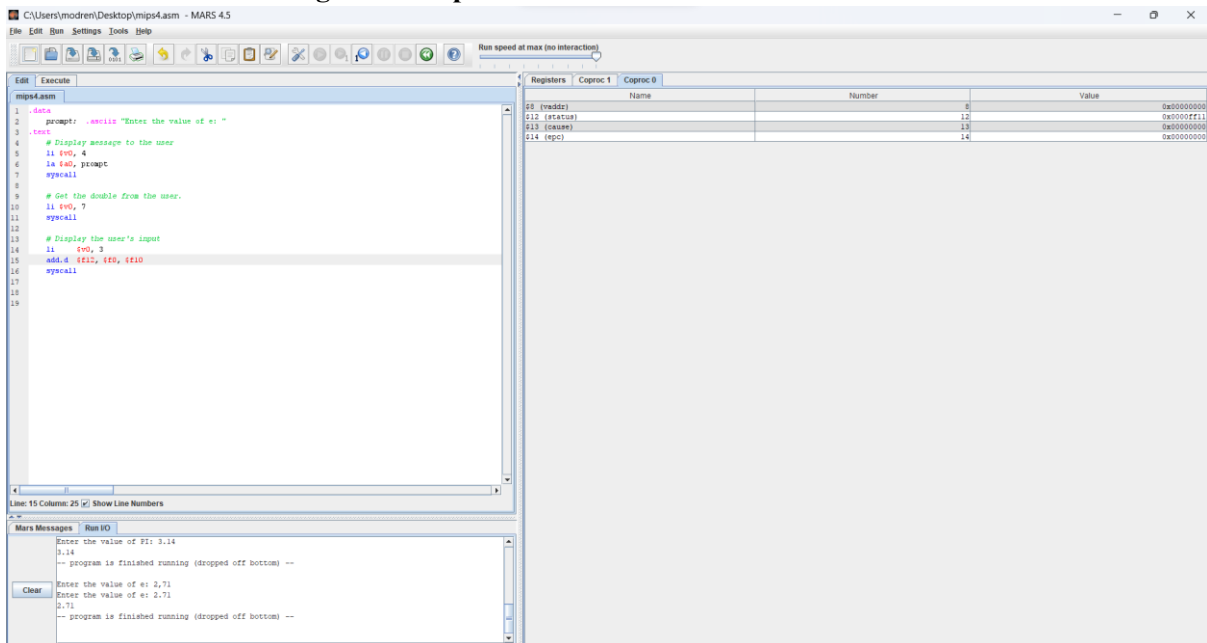 C:\Users\modren\Desktop\mips4.asm - MARS 4.5
File Edit Run Settings Tools Help
Run speed at max (no interaction)
Edit Execute
mips4.asm
1 .data
2 prompt: .asciiz "Enter the value of e: "
3 .text
4 # Display message to the user
5 li $v0, 4
6 la $a0, prompt
7 syscall
8
9 # Get the double from the user.
10 li $v0, 7
11 syscall
12
13 # Display the user's input
14 li $v0, 3
15 add.d $f12, $f0, $f10
16 syscall
17
18
19
Line: 15 Column: 25 Show Line Numbers
Mars Messages Run I/O
Clear
Enter the value of PI: 3.14
3.14
-- program is finished running (dropped off bottom) --
Enter the value of e: 2,71
Enter the value of e: 2.71
2.71
-- program is finished running (dropped off bottom) --
Registers Coproc 1 Coproc 0
Name Number Value
$8 (vaddr) 8 0x00000000
$12 (status) 12 0x0000ff11
$13 (cause) 13 0x00000000
$14 (epc) 14 0x00000000